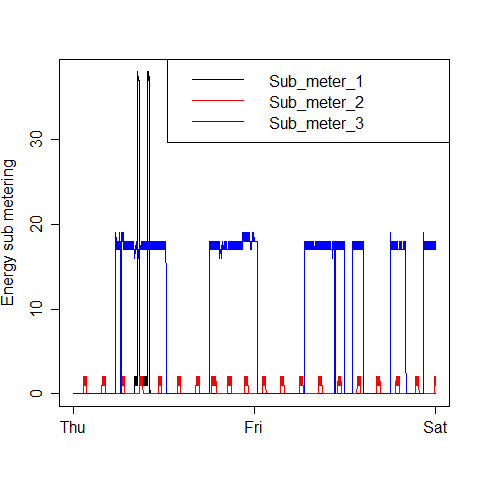 Sub_meter_1
Sub_meter_2
Sub_meter_3
Energy sub metering
30
20
10
0
Thu Fri Sat